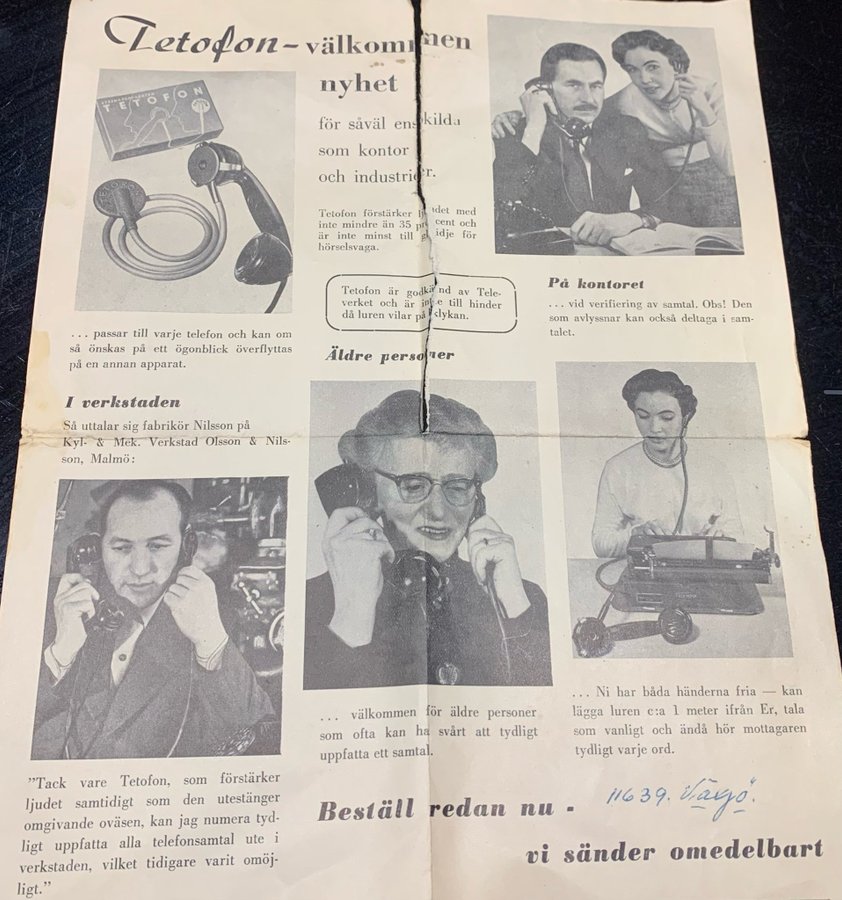 Tetofon - välkommen
nyhet
för såväl enskilda
som kontor
och industrier.
Tetofon förstärker ljudet med
inte mindre än 35 procent och
är inte minst till glädje för
hörselsvaga.
Tetofon är godkänd av Tele-
verket och är inte till hinder
då luren vilar på klykan.
TETOFON
... passar till varje telefon och kan om
så önskas på ett ögonblick överflyttas
på en annan apparat.
På kontoret
... vid verifiering av samtal. Obs! Den
som avlyssnar kan också deltaga i sam-
talet.
I verkstaden
Så uttalar sig fabrikör Nilsson på
Kyl- & Mek. Verkstad Olsson & Nils-
son, Malmö:
"Tack vare Tetofon, som förstärker
ljudet samtidigt som den utestänger
omgivande oväsen, kan jag numera tyd-
ligt uppfatta alla telefonsamtal ute i
verkstaden, vilket tidigare varit omöj-
ligt."
Äldre personer
... välkommen för äldre personer
som ofta kan ha svårt att tydligt
uppfatta ett samtal.
... Ni har båda händerna fria — kan
lägga luren c:a 1 meter ifrån Er, tala
som vanligt och ändå hör mottagaren
tydligt varje ord.
Beställ redan nu -
11639. Växjö.
vi sänder omedelbart